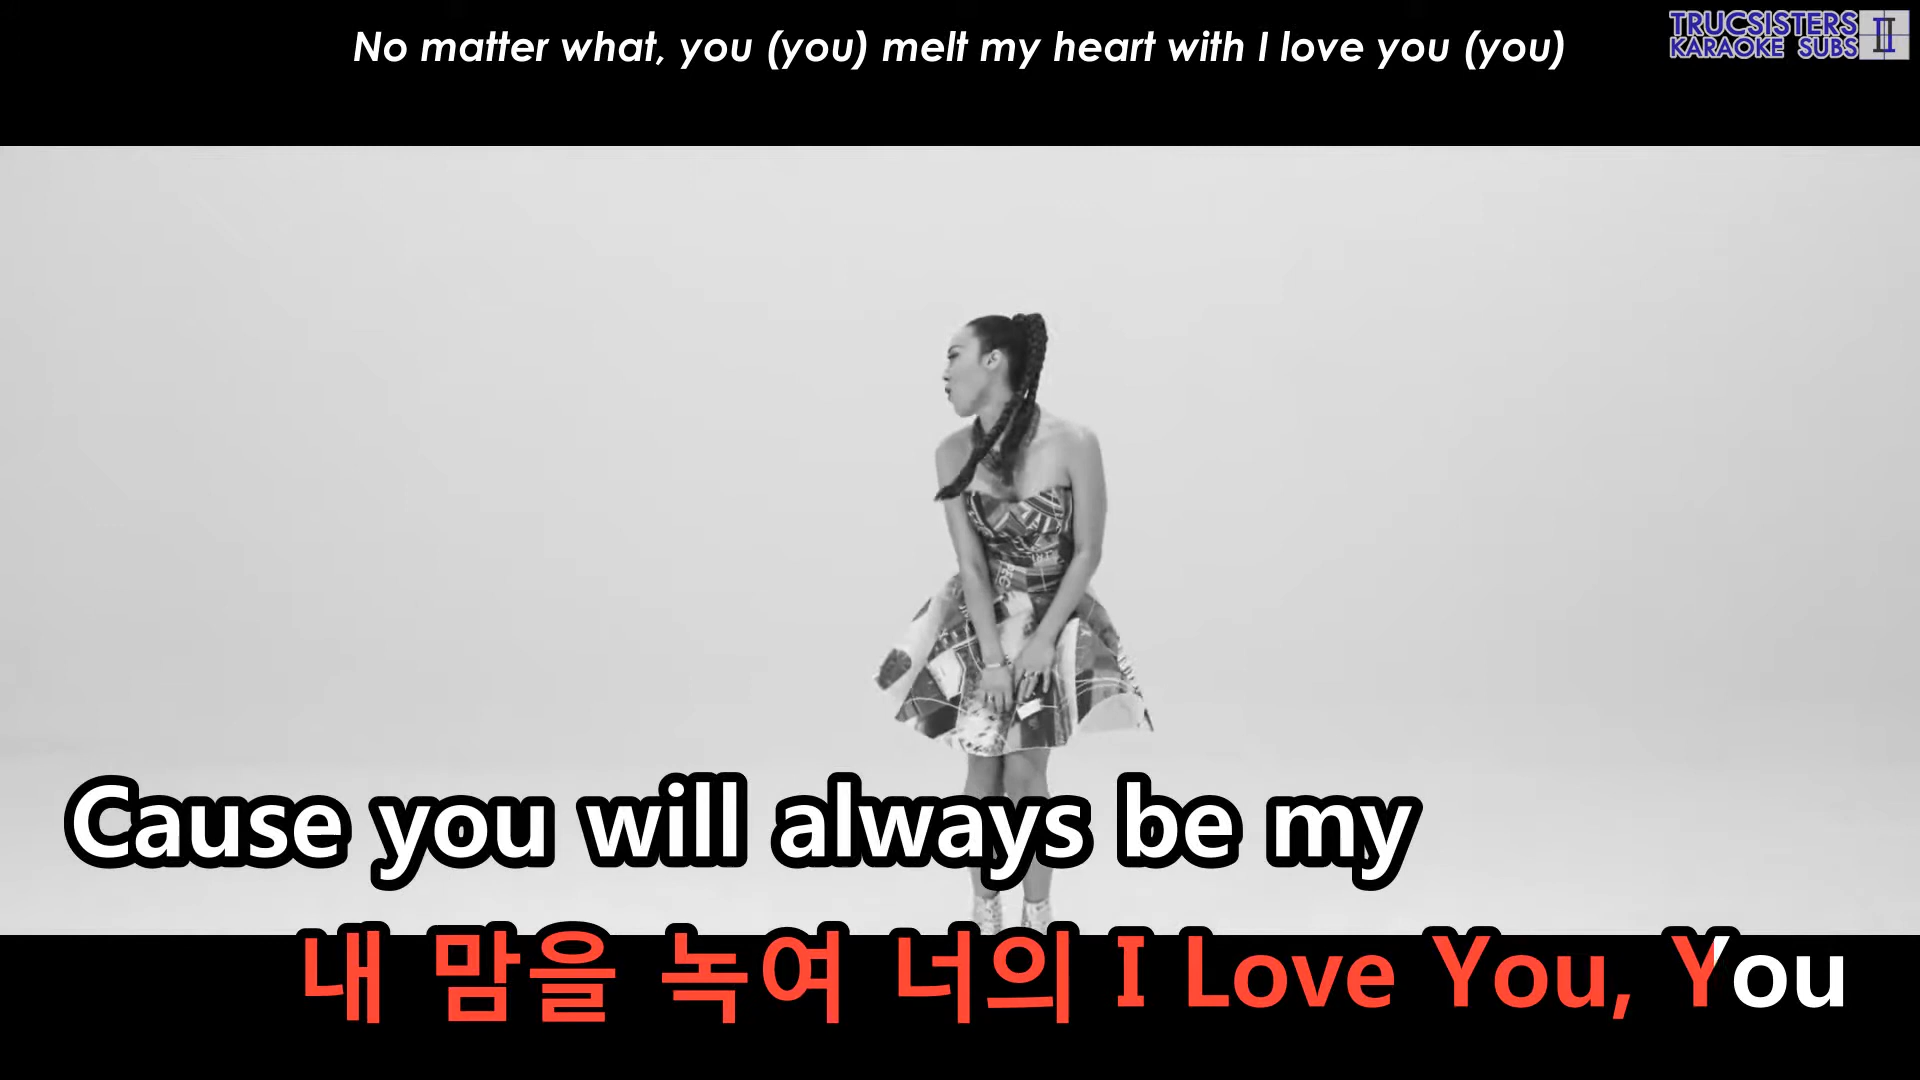 No matter what, you (you) melt my heart with I love you (you)
TRUCSISTERS
KARAOKE SUBS II
Cause you will always be my
내 맘을 녹여 너의 I Love You, You